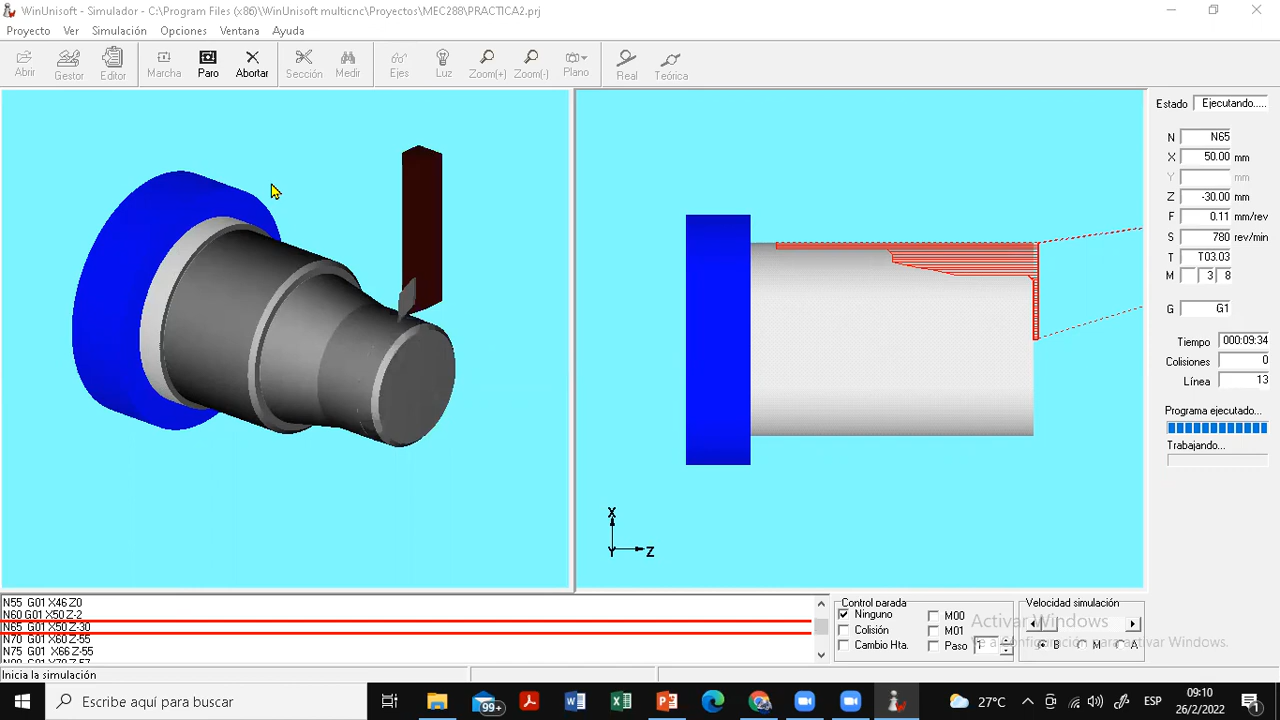 WinUnisoft - Simulador - C:\Program Files (x86)\WinUnisoft multicnc\Proyectos\MEC288\PRACTICA2.prj
Proyecto Ver Simulación Opciones Ventana Ayuda
Abrir Gestor Editor Marcha Paro Abortar Sección Medir Ejes Luz Zoom(+) Zoom(-) Plano Real Teórica
Estado Ejecutando.....
N N65
X 50.00 mm
Y mm
Z -30.00 mm
F 0.11 mm/rev
S 780 rev/min
T T03.03
M 3 8
G G1
Tiempo 000:09:34
Colisiones 0
Línea 13
Programa ejecutado...
Trabajando...
X
Y Z
N55 G01 X46 Z0
N60 G01 X50 Z-2
N65 G01 X50 Z-30
N70 G01 X60 Z-55
N75 G01 X66 Z-55
Control parada
Ninguno M00
Colisión M01
Cambio Hta. Paso 1
Velocidad simulación
B M A
Activar Windows
Ve a Configuración para activar Windows.
Inicia la simulación
Escribe aquí para buscar
99+
27°C
ESP
09:10
26/2/2022
1